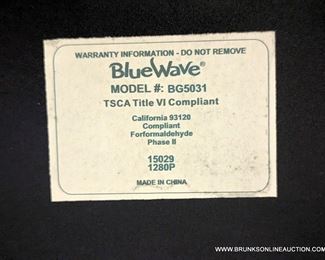 WARRANTY INFORMATION - DO NOT REMOVE
BlueWave®
MODEL #: BG5031
TSCA Title VI Compliant
California 93120
Compliant
Forformaldehyde
Phase II
15029
1280P
MADE IN CHINA
WWW.BRUNKSONLINEAUCTION.COM